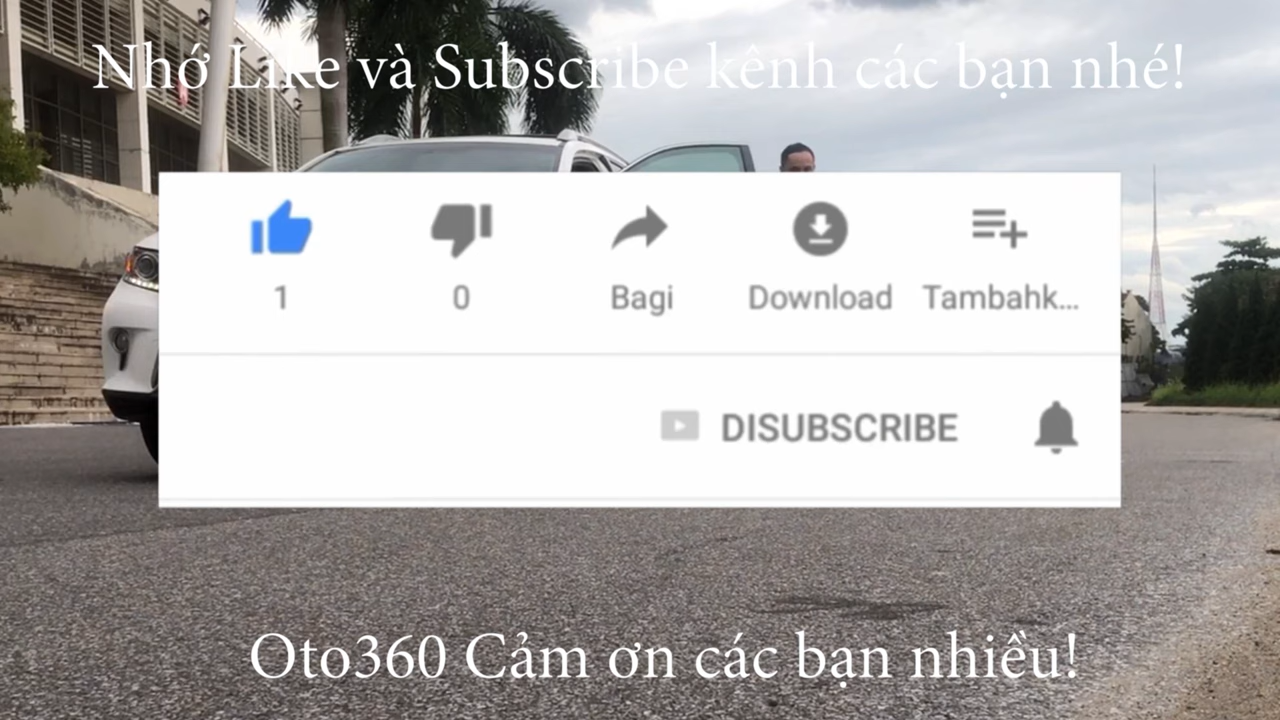 Nhớ Like và Subscribe kênh các bạn nhé!
1 0 Bagi Download Tambahk...
DISUBSCRIBE
Oto360 Cảm ơn các bạn nhiều!